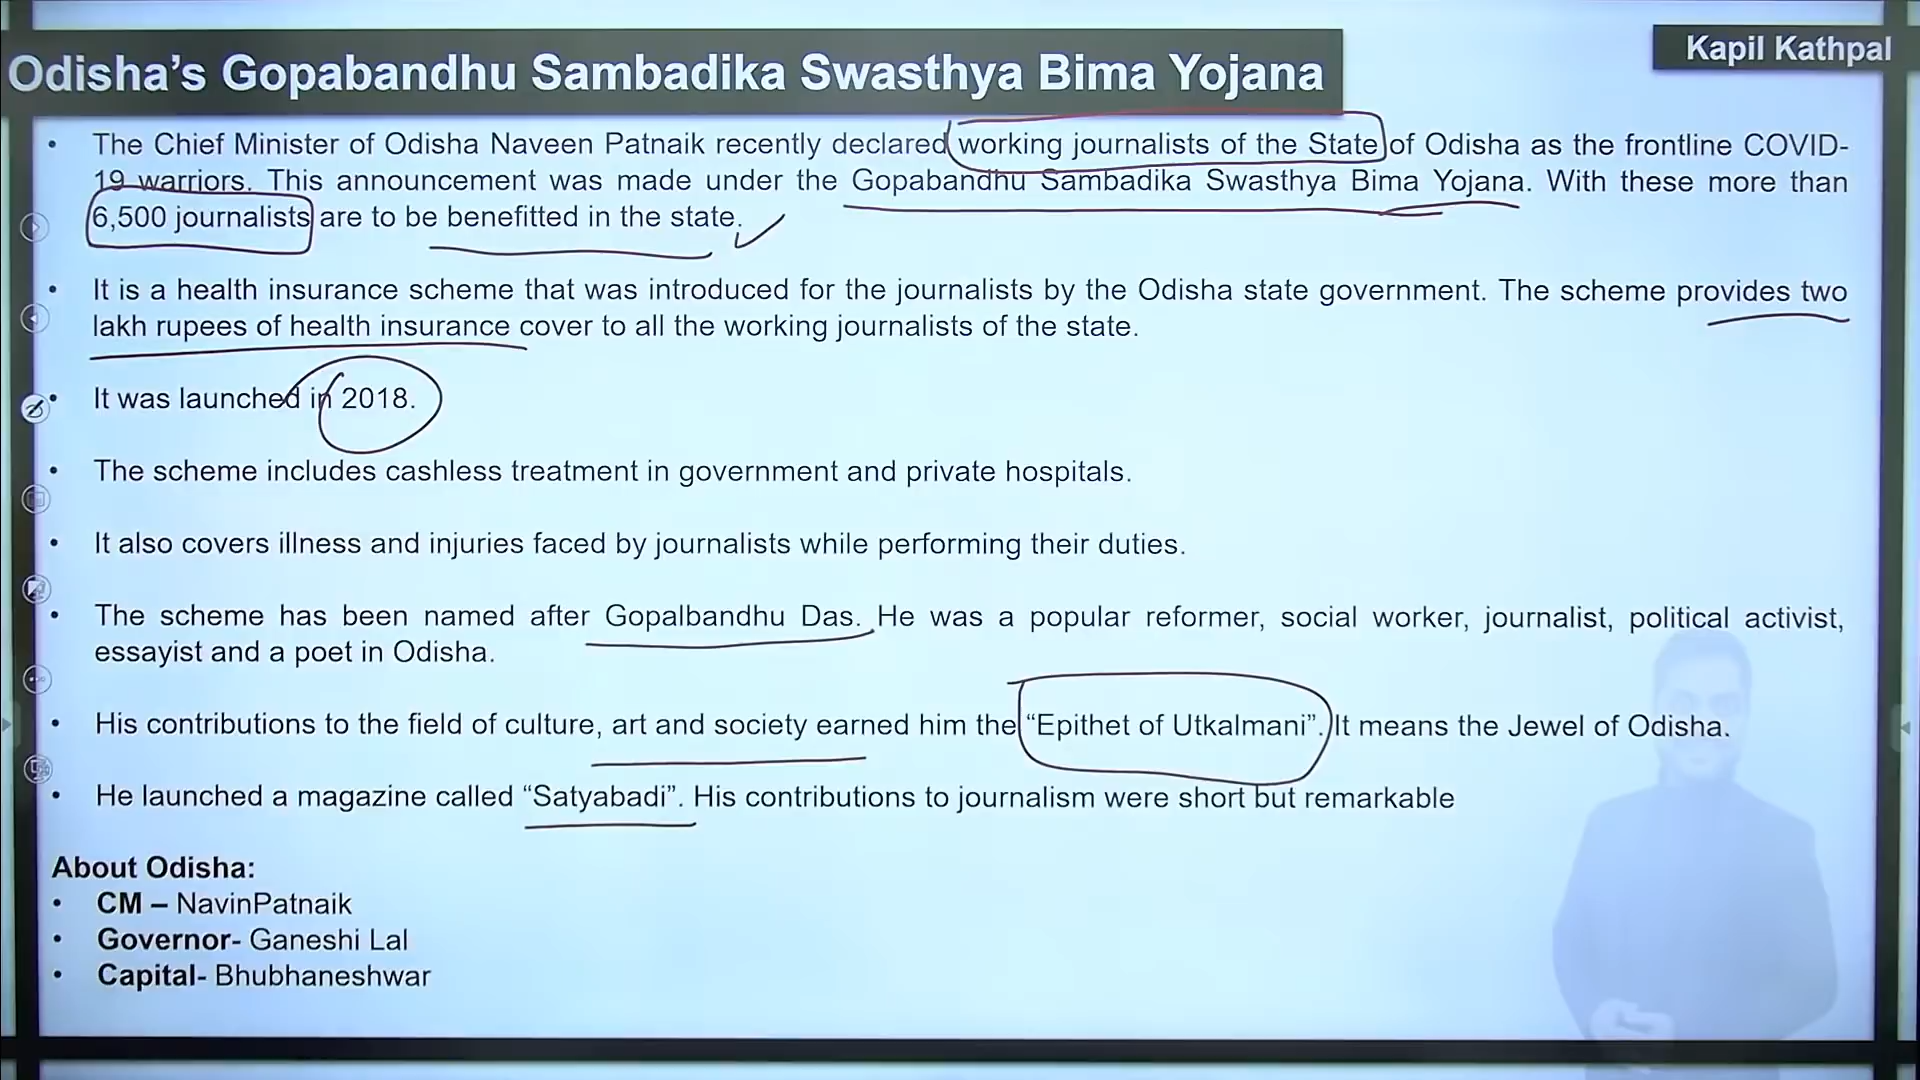 Odisha’s Gopabandhu Sambadika Swasthya Bima Yojana
Kapil Kathpal
• The Chief Minister of Odisha Naveen Patnaik recently declared working journalists of the State of Odisha as the frontline COVID-
19 warriors. This announcement was made under the Gopabandhu Sambadika Swasthya Bima Yojana. With these more than
6,500 journalists are to be benefitted in the state.
• It is a health insurance scheme that was introduced for the journalists by the Odisha state government. The scheme provides two
lakh rupees of health insurance cover to all the working journalists of the state.
• It was launched in 2018.
• The scheme includes cashless treatment in government and private hospitals.
• It also covers illness and injuries faced by journalists while performing their duties.
• The scheme has been named after Gopalbandhu Das. He was a popular reformer, social worker, journalist, political activist,
essayist and a poet in Odisha.
• His contributions to the field of culture, art and society earned him the “Epithet of Utkalmani”. It means the Jewel of Odisha.
• He launched a magazine called “Satyabadi”. His contributions to journalism were short but remarkable
About Odisha:
• CM – NavinPatnaik
• Governor- Ganeshi Lal
• Capital- Bhubhaneshwar